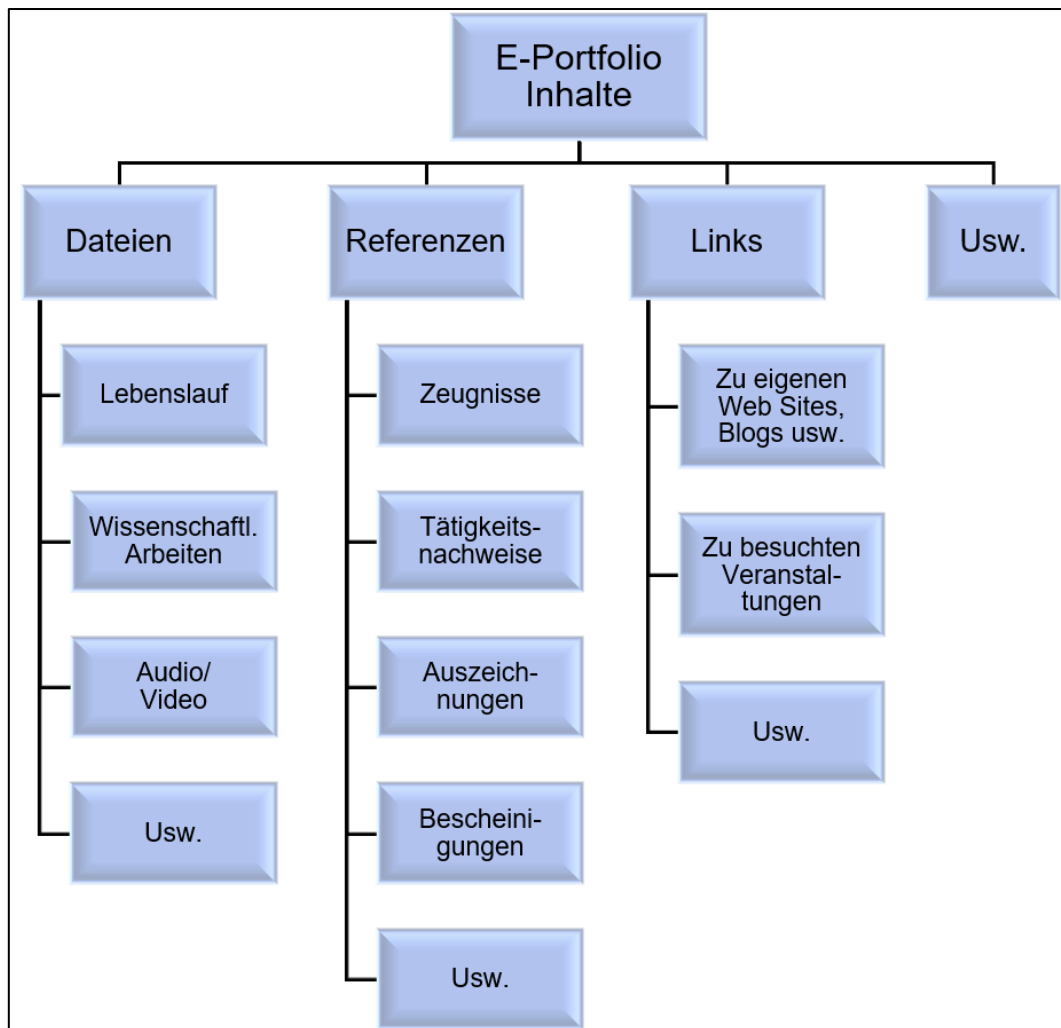 E-Portfolio
Inhalte
Dateien
Referenzen
Links
Usw.
Lebenslauf
Wissenschaftl.
Arbeiten
Audio/
Video
Usw.
Zeugnisse
Tätigkeits-
nachweise
Auszeich-
nungen
Bescheini-
gungen
Usw.
Zu eigenen
Web Sites,
Blogs usw.
Zu besuchten
Veranstal-
tungen
Usw.